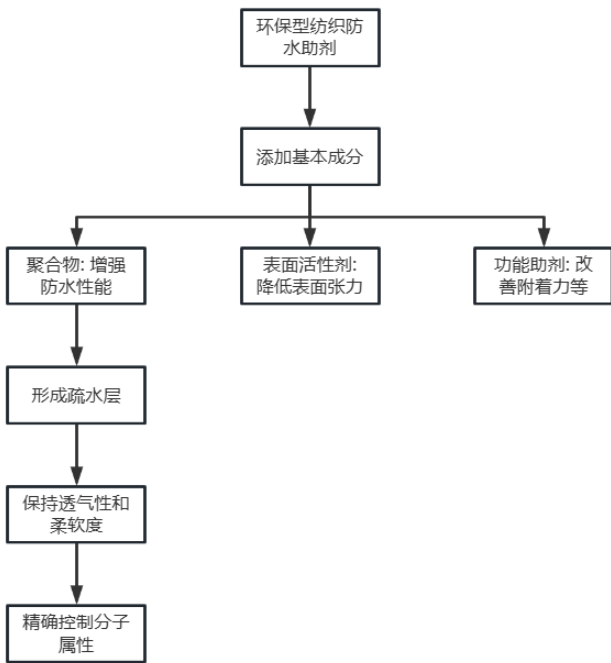 环保型纺织防
水助剂
添加基本成分
聚合物: 增强
防水性能
表面活性剂:
降低表面张力
功能助剂: 改
善附着力等
形成疏水层
保持透气性和
柔软度
精确控制分子
属性